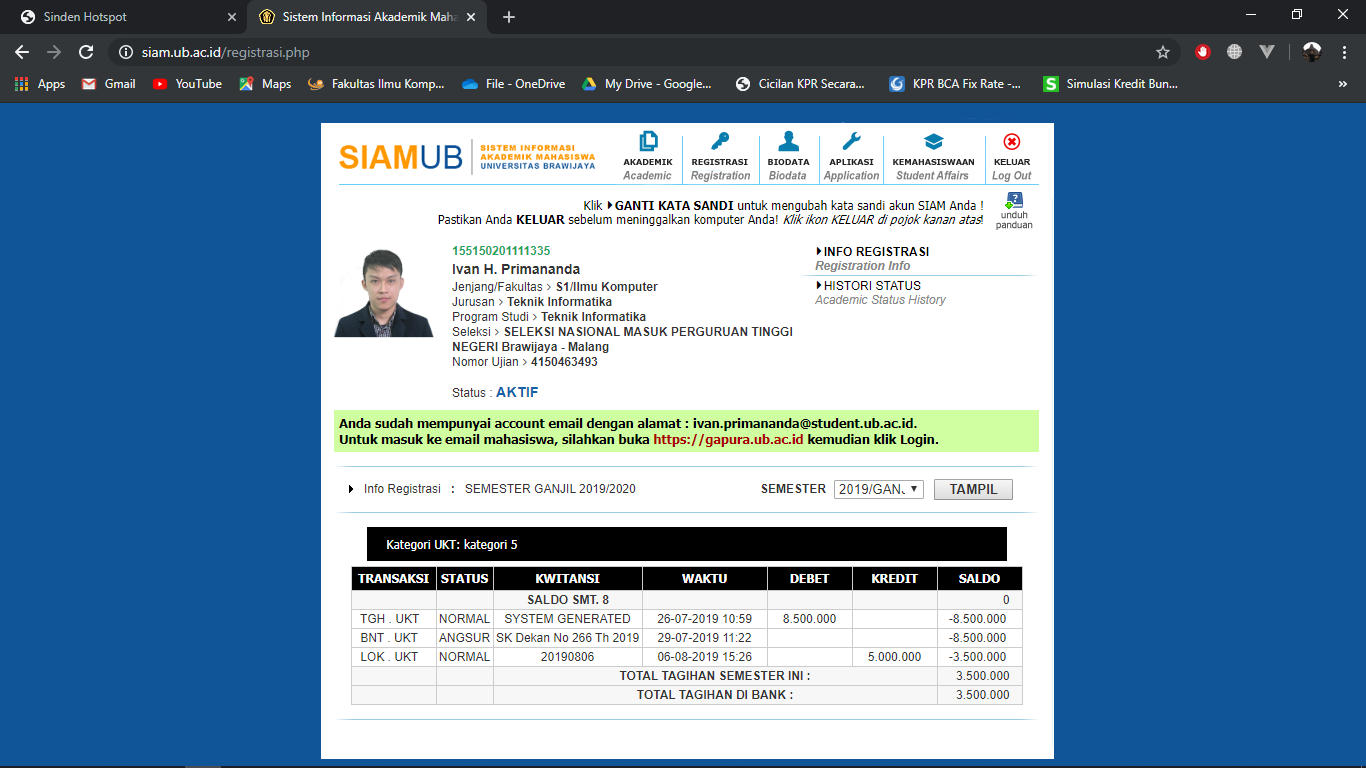 Sinden Hotspot
Sistem Informasi Akademik Maha
siam.ub.ac.id/registrasi.php
Apps Gmail YouTube Maps Fakultas Ilmu Komp... File - OneDrive My Drive - Google... Cicilan KPR Secara... KPR BCA Fix Rate -... Simulasi Kredit Bun... »
SIAMUB SISTEM INFORMASI
AKADEMIK MAHASISWA
UNIVERSITAS BRAWIJAYA
AKADEMIK REGISTRASI BIODATA APLIKASI KEMAHASISWAAN KELUAR
Academic Registration Biodata Application Student Affairs Log Out
Klik GANTI KATA SANDI untuk mengubah kata sandi akun SIAM Anda !
Pastikan Anda KELUAR sebelum meninggalkan komputer Anda! Klik ikon KELUAR di pojok kanan atas!
unduh
panduan
155150201111335
Ivan H. Primananda
Jenjang/Fakultas > S1/Ilmu Komputer
Jurusan > Teknik Informatika
Program Studi > Teknik Informatika
Seleksi > SELEKSI NASIONAL MASUK PERGURUAN TINGGI
NEGERI Brawijaya - Malang
Nomor Ujian > 4150463493
Status : AKTIF
INFO REGISTRASI
Registration Info
HISTORI STATUS
Academic Status History
Anda sudah mempunyai account email dengan alamat : ivan.primananda@student.ub.ac.id.
Untuk masuk ke email mahasiswa, silahkan buka https://gapura.ub.ac.id kemudian klik Login.
Info Registrasi : SEMESTER GANJIL 2019/2020 SEMESTER 2019/GANJ TAMPIL
Kategori UKT: kategori 5
TRANSAKSI STATUS KWITANSI WAKTU DEBET KREDIT SALDO
SALDO SMT. 8 0
TGH . UKT NORMAL SYSTEM GENERATED 26-07-2019 10:59 8.500.000 -8.500.000
BNT . UKT ANGSUR SK Dekan No 266 Th 2019 29-07-2019 11:22 -8.500.000
LOK . UKT NORMAL 20190806 06-08-2019 15:26 5.000.000 -3.500.000
TOTAL TAGIHAN SEMESTER INI : 3.500.000
TOTAL TAGIHAN DI BANK : 3.500.000